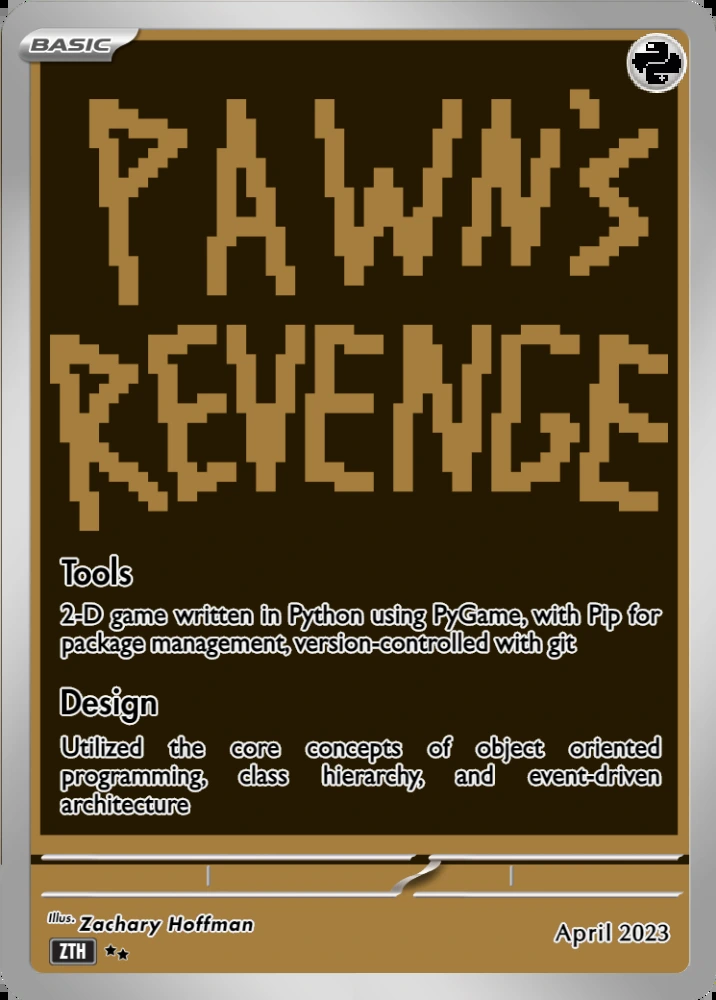 BASIC
PAWN'S
REVENGE
Tools
2-D game written in Python using PyGame, with Pip for
package management, version-controlled with git
Design
Utilized the core concepts of object oriented
programming, class hierarchy, and event-driven
architecture
Illus. Zachary Hoffman
April 2023
ZTH